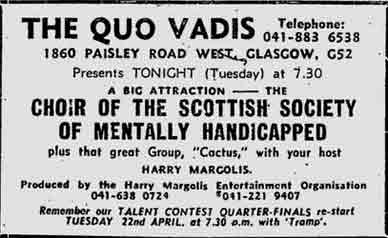 THE QUO VADIS Telephone:
041-883 6538
1860 PAISLEY ROAD WEST, GLASGOW, G52
Presents TONIGHT (Tuesday) at 7.30
A BIG ATTRACTION — THE
CHOIR OF THE SCOTTISH SOCIETY
OF MENTALLY HANDICAPPED
plus that great Group, "Cactus," with your host
HARRY MARGOLIS.
Produced by the Harry Margolis Entertainment Organisation
041-638 0724 041-221 9407
Remember our TALENT CONTEST QUARTER-FINALS re-start
TUESDAY 22nd APRIL, at 7.30 p.m. with 'Tramp'.